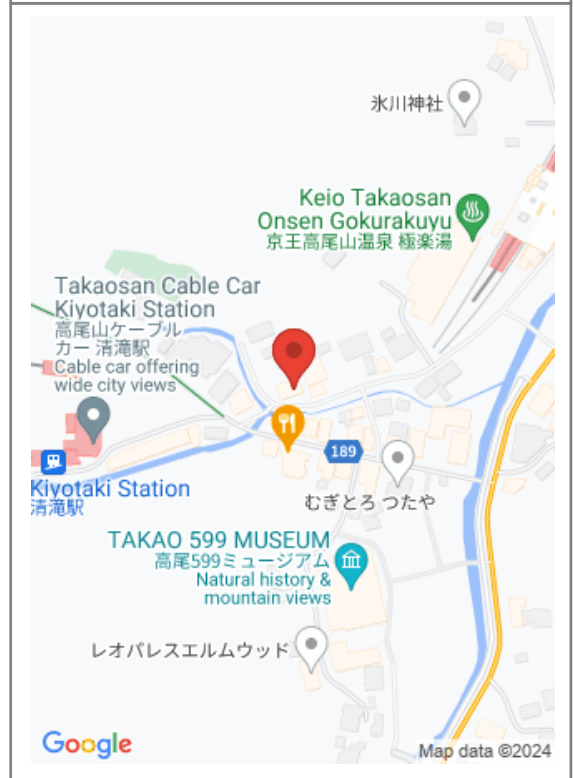 氷川神社
Keio Takaosan
Onsen Gokurakuyu
京王高尾山温泉 極楽湯
Takaosan Cable Car
Kiyotaki Station
高尾山ケーブル
カー 清滝駅
Cable car offering
wide city views
189
Kiyotaki Station
清滝駅
むぎとろ つたや
TAKAO 599 MUSEUM
高尾599ミュージアム
Natural history &
mountain views
レオパレスエルムウッド
Google
Map data ©2024